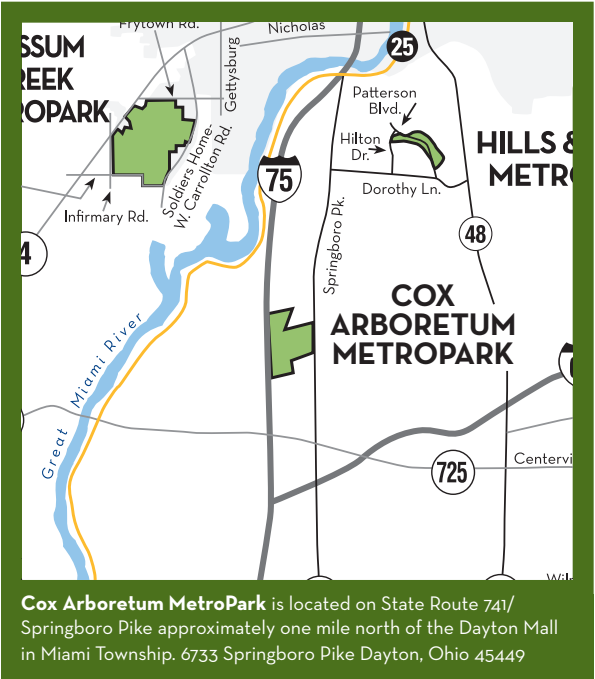 Frytown Rd.
Nicholas
25
SSUM
REEK
ROPARK
Gettysburg
Patterson
Blvd.
Hilton
Dr.
HILLS &
METR
Soldiers Home-
W. Carrollton Rd.
75
Dorothy Ln.
Infirmary Rd.
Springboro Pk.
48
4
COX
ARBORETUM
METROPARK
Great Miami River
725
Centervi
Cox Arboretum MetroPark is located on State Route 741/
Springboro Pike approximately one mile north of the Dayton Mall
in Miami Township. 6733 Springboro Pike Dayton, Ohio 45449